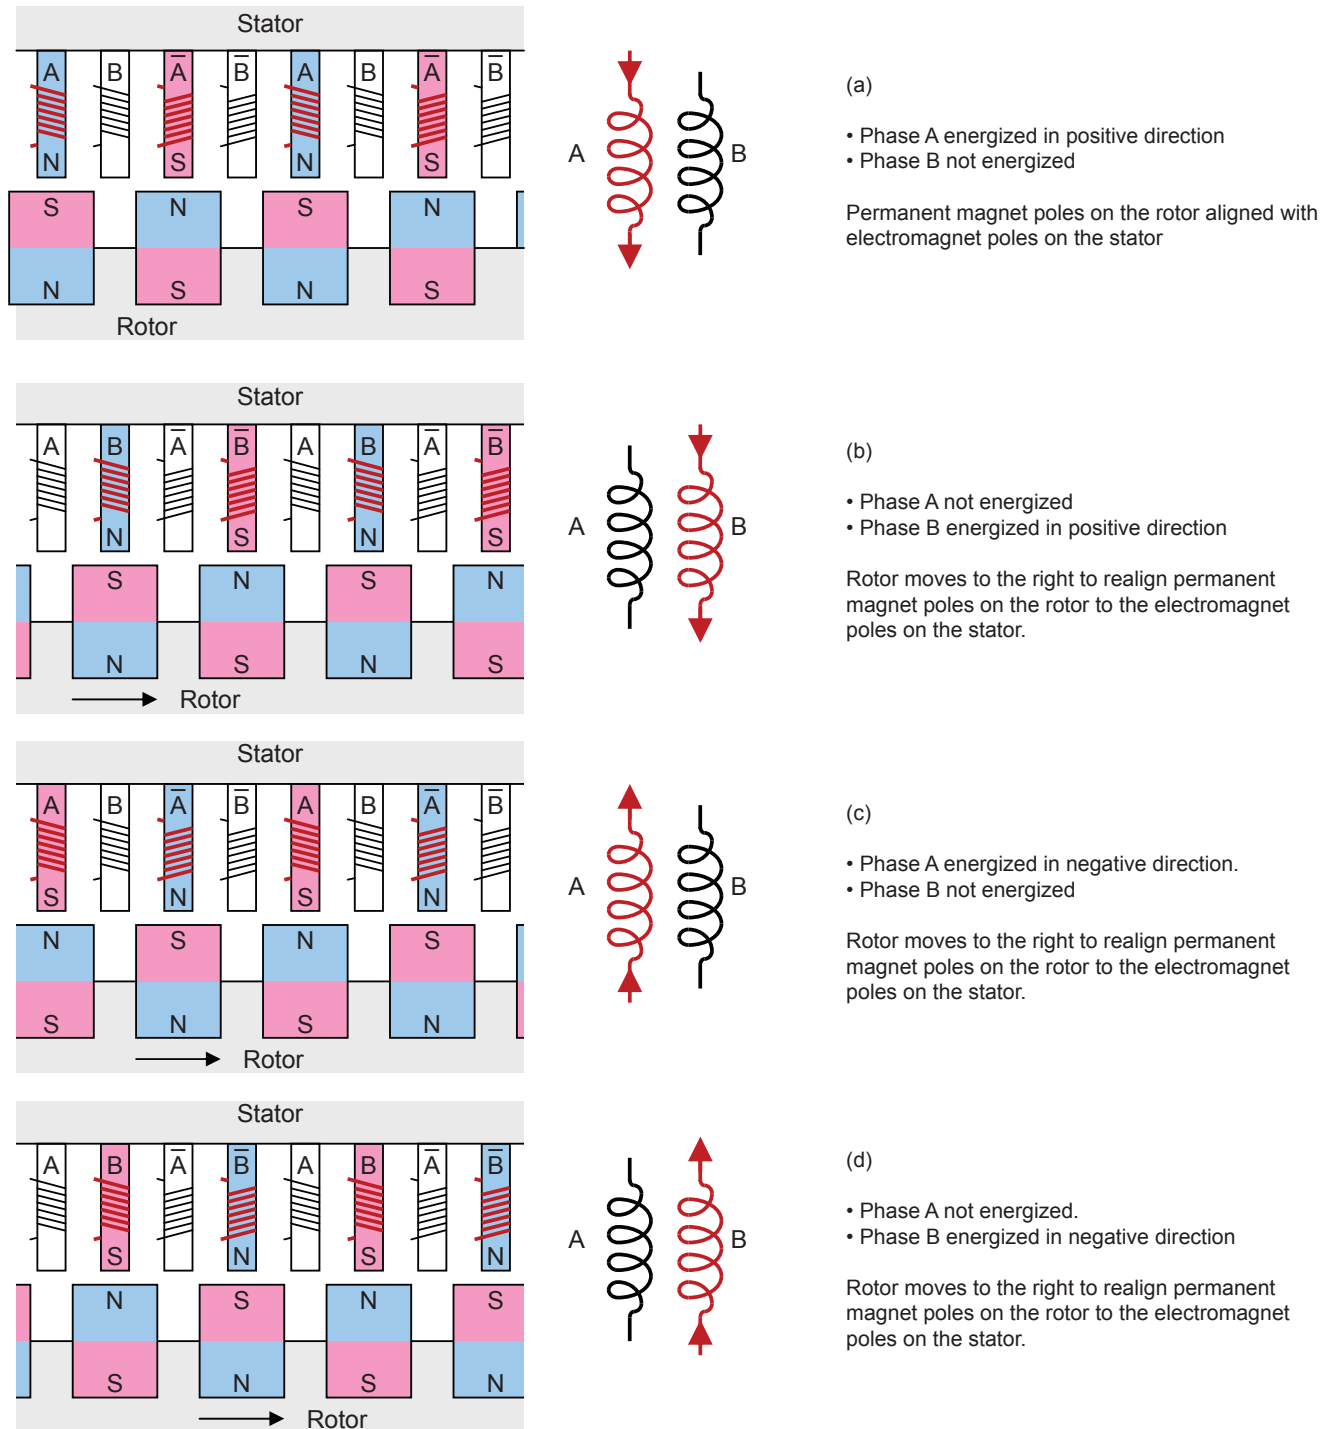 Stator
A B A̅ B̅ A B A̅ B̅
N S N S
S N S N
N S N S
Rotor
A B
(a)
• Phase A energized in positive direction
• Phase B not energized
Permanent magnet poles on the rotor aligned with
electromagnet poles on the stator
Stator
A B A̅ B̅ A B A̅ B̅
N S N S
S N S N
N S N S
Rotor
A B
(b)
• Phase A not energized
• Phase B energized in positive direction
Rotor moves to the right to realign permanent
magnet poles on the rotor to the electromagnet
poles on the stator.
Stator
A B A̅ B̅ A B A̅ B̅
S N S N
N S N S
S N S N
Rotor
A B
(c)
• Phase A energized in negative direction.
• Phase B not energized
Rotor moves to the right to realign permanent
magnet poles on the rotor to the electromagnet
poles on the stator.
Stator
A B A̅ B̅ A B A̅ B̅
S N S N
N S N S
S N S N
Rotor
A B
(d)
• Phase A not energized.
• Phase B energized in negative direction
Rotor moves to the right to realign permanent
magnet poles on the rotor to the electromagnet
poles on the stator.